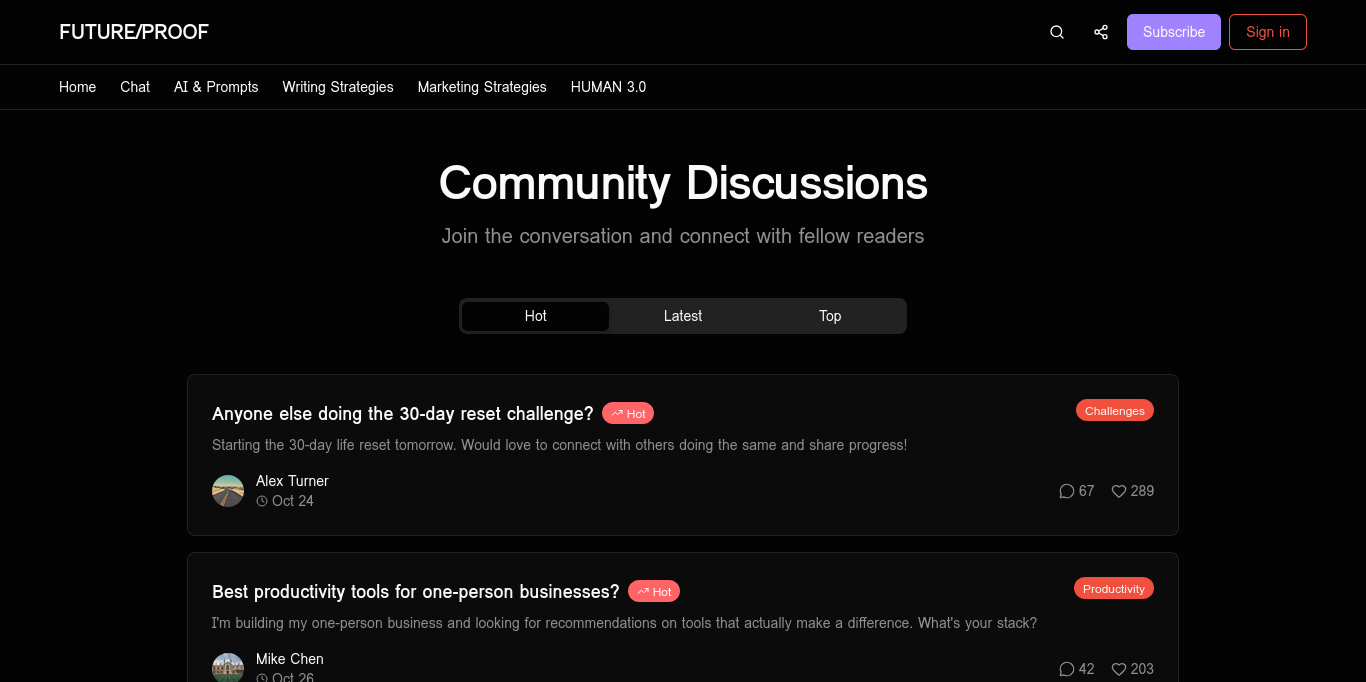 FUTURE/PROOF
Subscribe
Sign in
Home
Chat
AI & Prompts
Writing Strategies
Marketing Strategies
HUMAN 3.0
Community Discussions
Join the conversation and connect with fellow readers
Hot
Latest
Top
Anyone else doing the 30-day reset challenge?
Hot
Challenges
Starting the 30-day life reset tomorrow. Would love to connect with others doing the same and share progress!
Alex Turner
Oct 24
67
289
Best productivity tools for one-person businesses?
Hot
Productivity
I'm building my one-person business and looking for recommendations on tools that actually make a difference. What's your stack?
Mike Chen
Oct 26
42
203